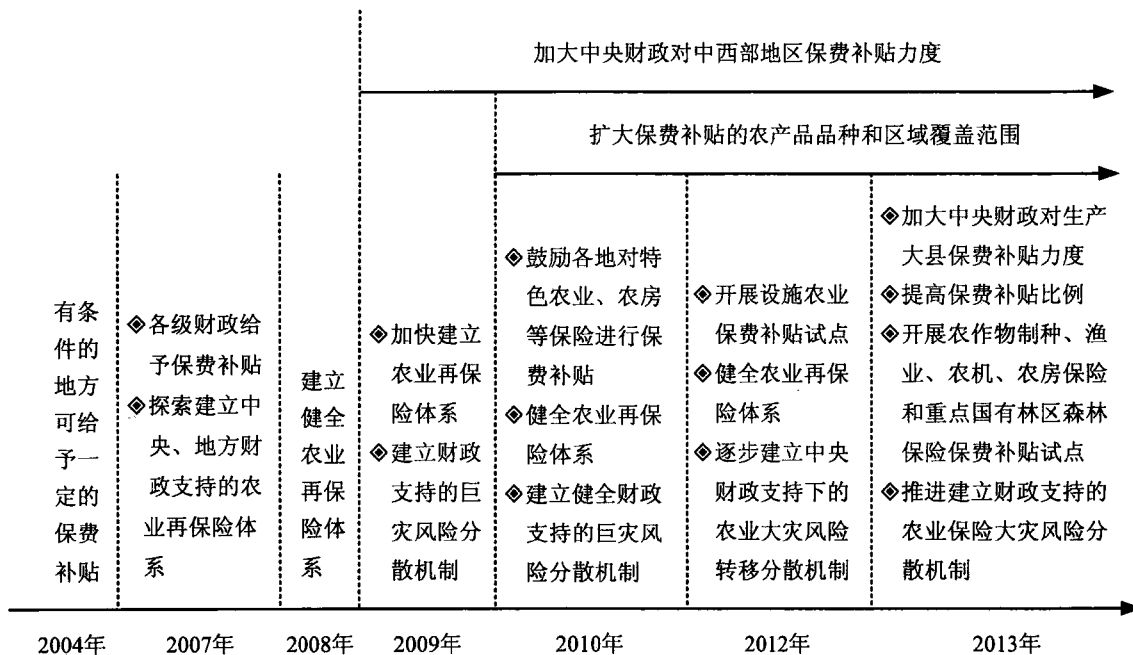 加大中央财政对中西部地区保费补贴力度
扩大保费补贴的农产品品种和区域覆盖范围
有条
件的
地方
可给
予一
定的
保费
补贴
◈各级财政给
予保费补贴
◈探索建立中
央、地方财
政支持的农
业再保险体
系
建立
健全
农业
再保
险体
系
◈加快建立
农业再保
险体系
◈建立财政
支持的巨
灾风险分
散机制
◈鼓励各地对特
色农业、农房
等保险进行保
费补贴
◈健全农业再保
险体系
◈建立健全财政
支持的巨灾风
险分散机制
◈开展设施农业
保费补贴试点
◈健全农业再保
险体系
◈逐步建立中央
财政支持下的
农业大灾风险
转移分散机制
◈加大中央财政对生产
大县保费补贴力度
◈提高保费补贴比例
◈开展农作物制种、渔
业、农机、农房保险
和重点国有林区森林
保险保费补贴试点
◈推进建立财政支持的
农业保险大灾风险分
散机制
2004年 2007年 2008年 2009年 2010年 2012年 2013年